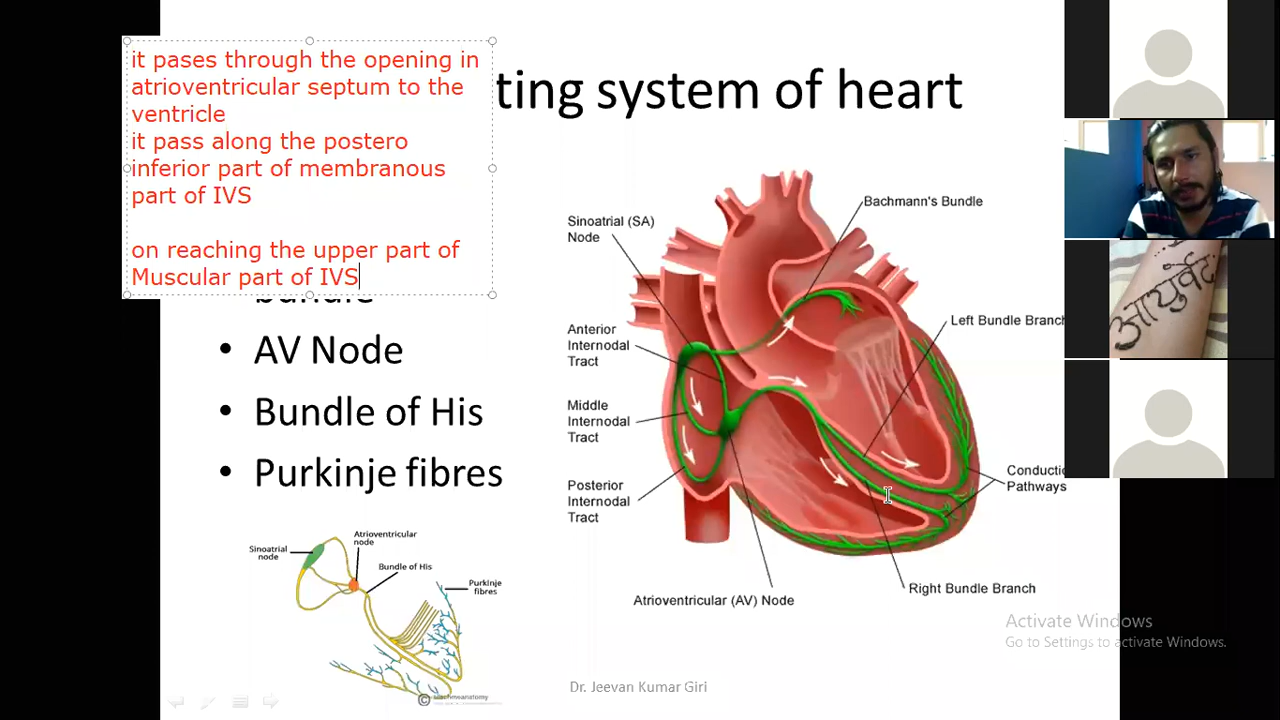 it pases through the opening in
atrioventricular septum to the
ventricle
it pass along the postero
inferior part of membranous
part of IVS
on reaching the upper part of
Muscular part of IVS
ting system of heart
bundle
• AV Node
• Bundle of His
• Purkinje fibres
Sinoatrial (SA)
Node
Bachmann's Bundle
Anterior
Internodal
Tract
Left Bundle Branch
Middle
Internodal
Tract
Posterior
Internodal
Tract
Conductio
Pathways
Right Bundle Branch
Atrioventricular (AV) Node
Sinoatrial
node
Atrioventricular
node
Bundle of His
Purkinje
fibres
©
Dr. Jeevan Kumar Giri
Activate Windows
Go to Settings to activate Windows.
आयुर्वेद